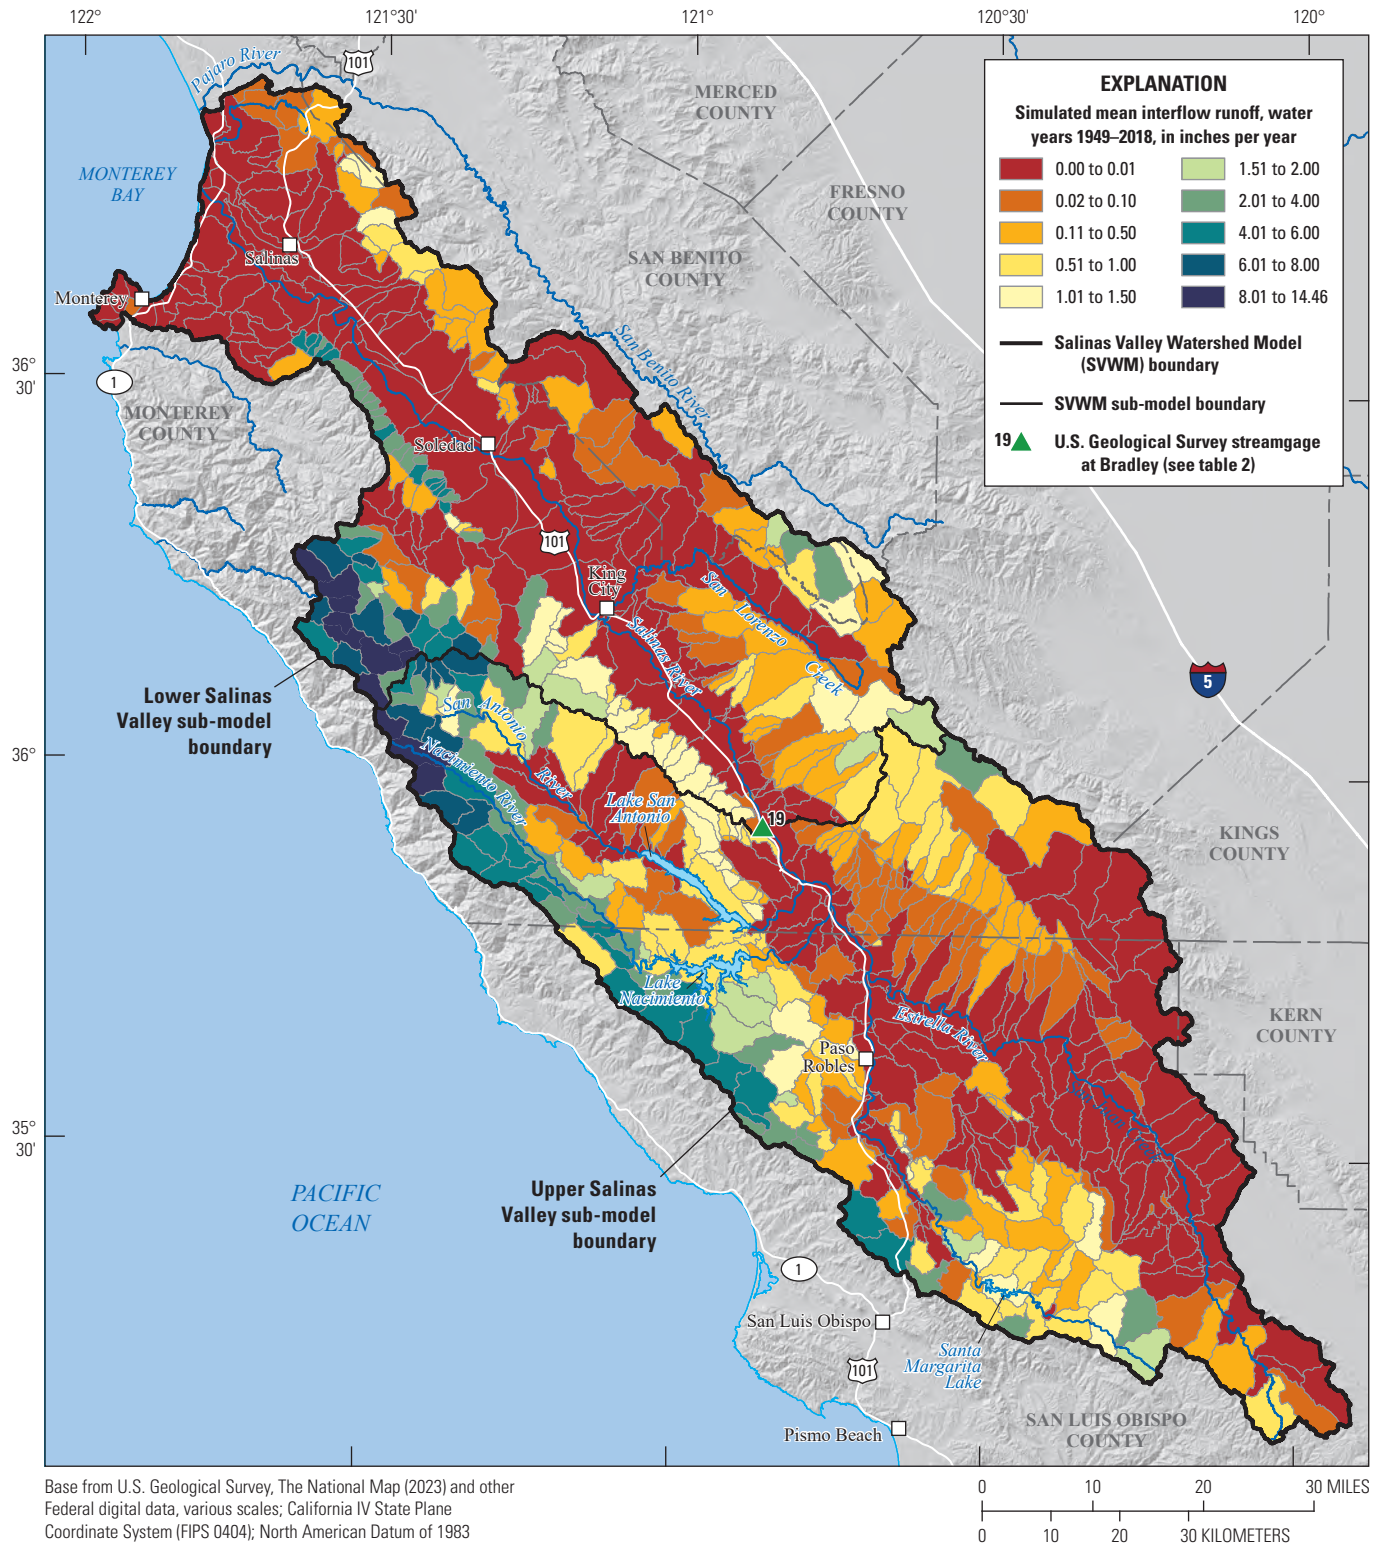 122°
121°30'
121°
120°30'
120°
Pajaro River
101
MERCED
COUNTY
MONTEREY
BAY
FRESNO
COUNTY
SAN BENITO
COUNTY
Salinas
Monterey
San Benito River
36°
30'
1
MONTEREY
COUNTY
Soledad
101
King
City
San Lorenzo Creek
Salinas River
5
Lower Salinas
Valley sub-model
boundary
San Antonio River
Nacimiento River
36°
Lake San
Antonio
19
KINGS
COUNTY
Lake
Nacimiento
Estrella River
KERN
COUNTY
Paso
Robles
35°
30'
PACIFIC
OCEAN
Upper Salinas
Valley sub-model
boundary
1
San Luis Obispo
Santa
Margarita
Lake
101
SAN LUIS OBISPO
COUNTY
Pismo Beach
EXPLANATION
Simulated mean interflow runoff, water
years 1949–2018, in inches per year
0.00 to 0.01
0.02 to 0.10
0.11 to 0.50
0.51 to 1.00
1.01 to 1.50
1.51 to 2.00
2.01 to 4.00
4.01 to 6.00
6.01 to 8.00
8.01 to 14.46
Salinas Valley Watershed Model
(SVWM) boundary
SVWM sub-model boundary
19
U.S. Geological Survey streamgage
at Bradley (see table 2)
Base from U.S. Geological Survey, The National Map (2023) and other
Federal digital data, various scales; California IV State Plane
Coordinate System (FIPS 0404); North American Datum of 1983
0 10 20 30 MILES
0 10 20 30 KILOMETERS